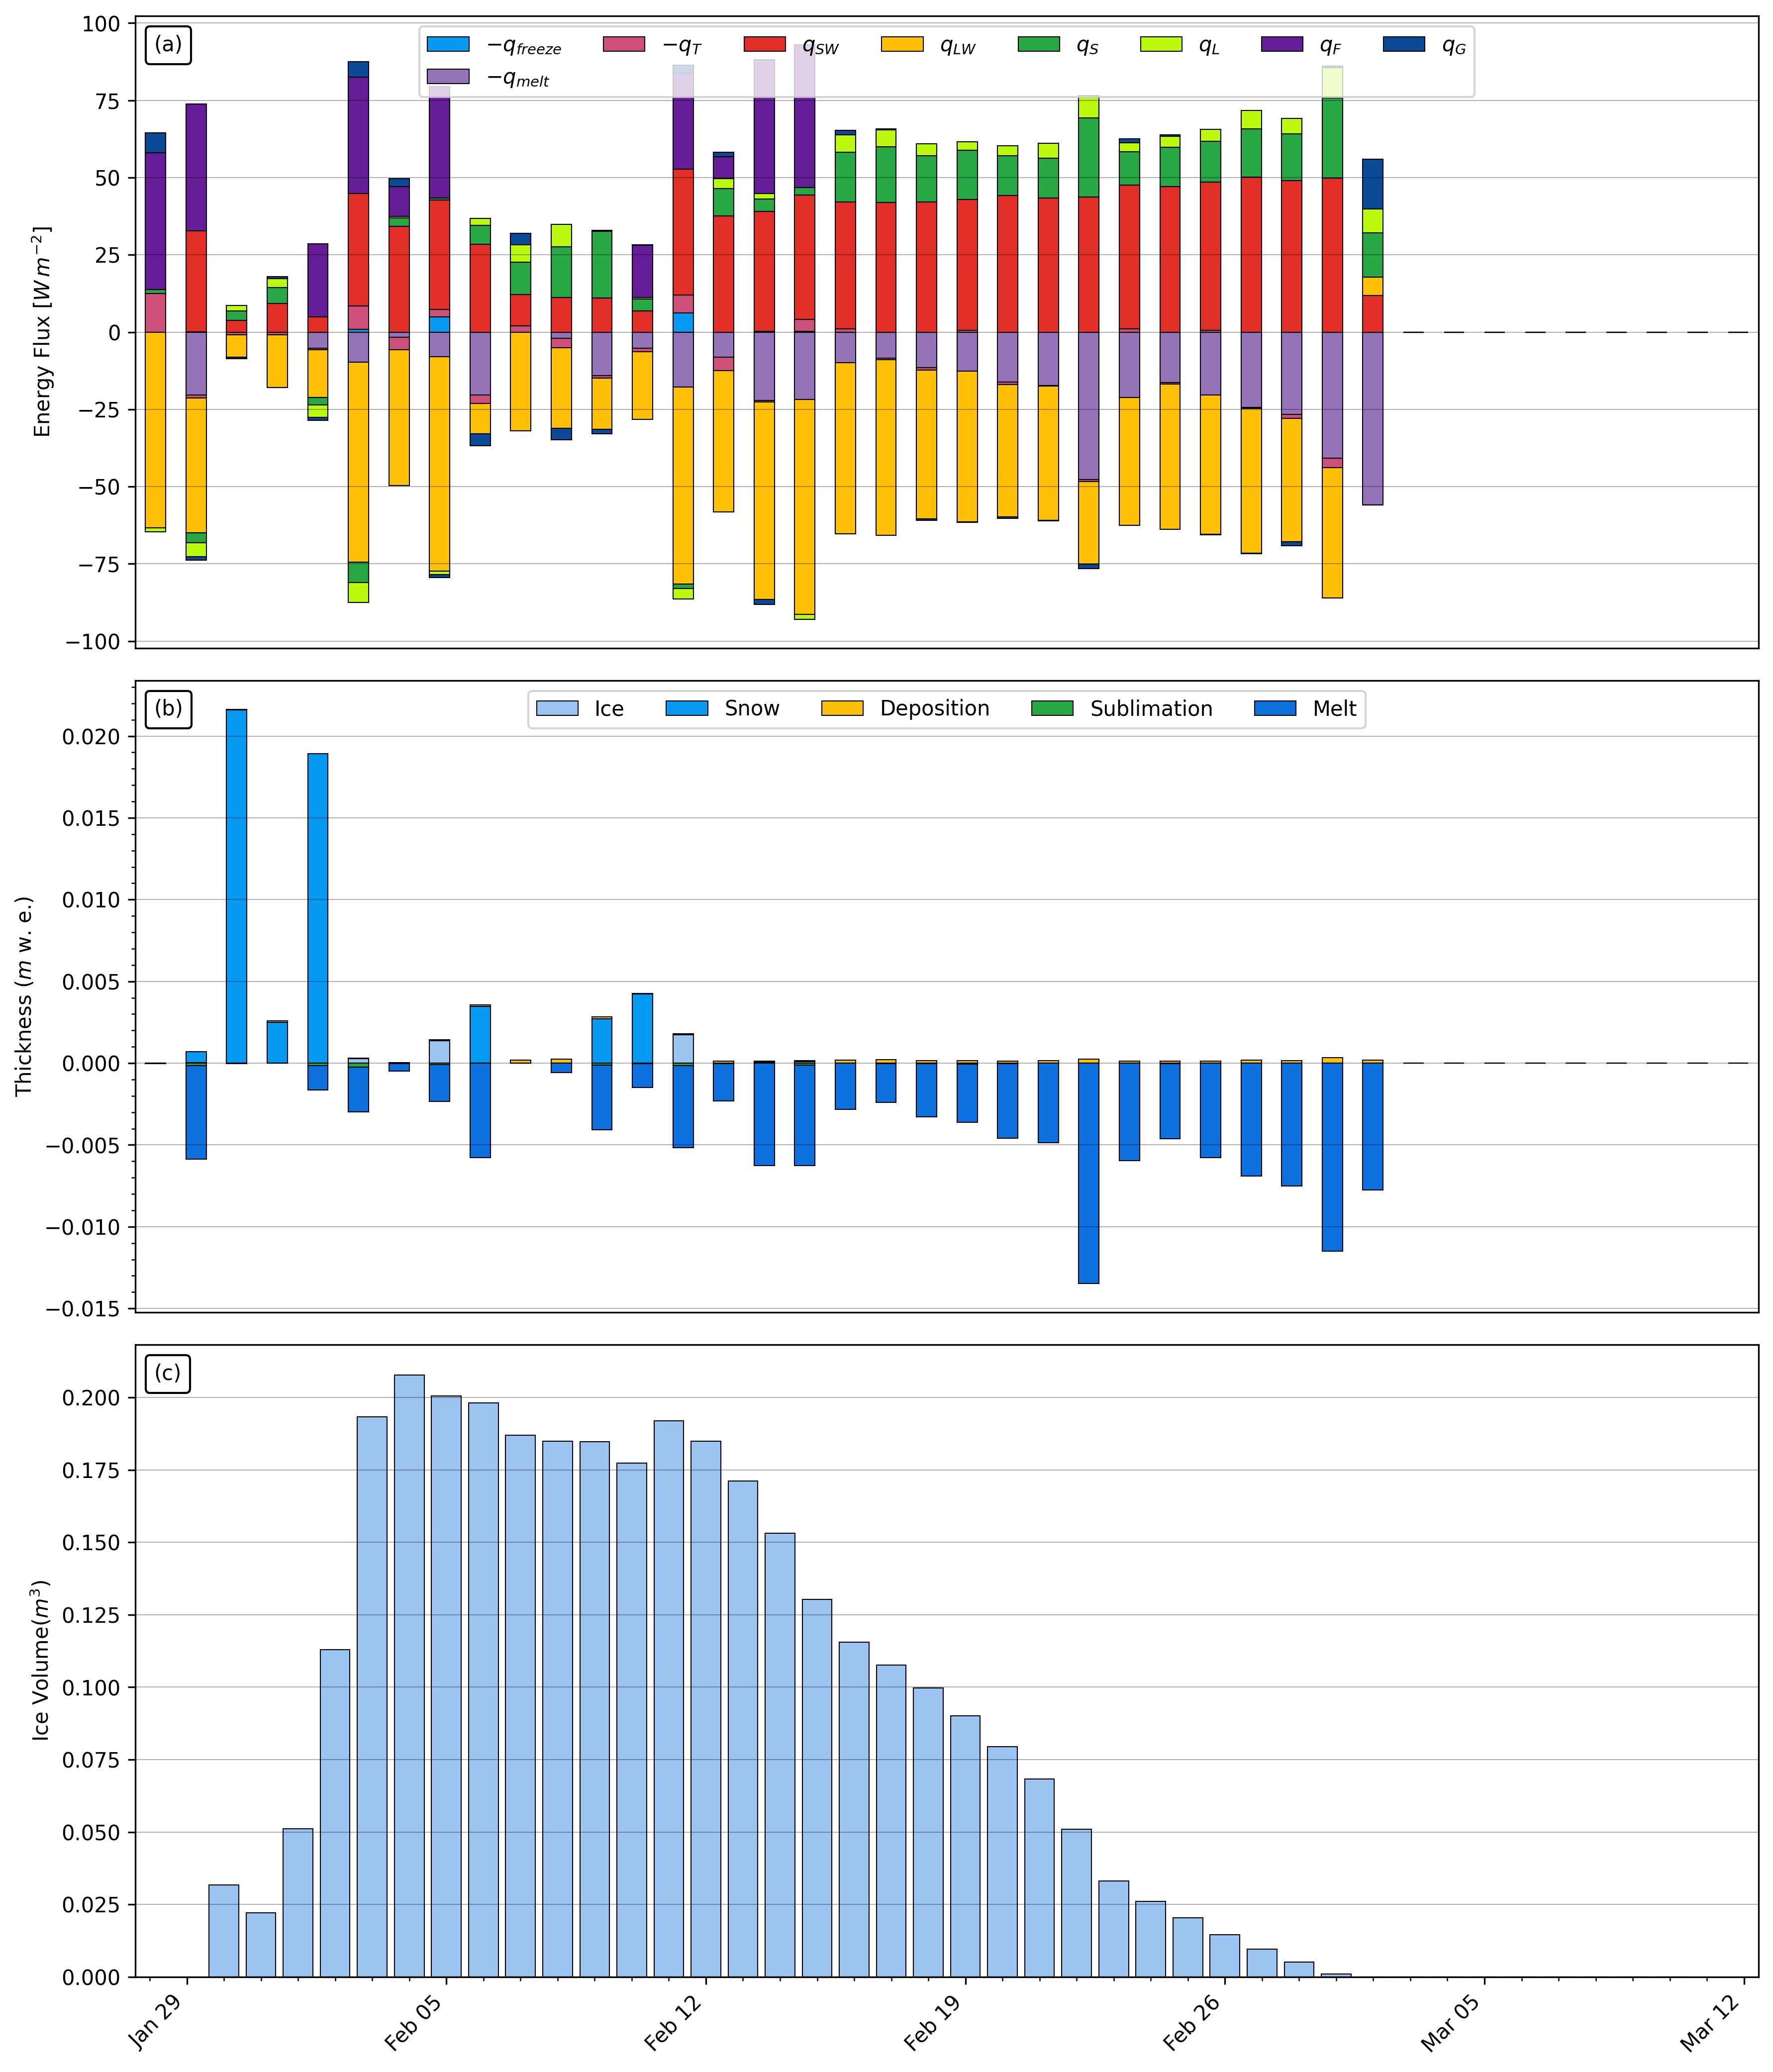 (a)
−q_freeze −q_T q_SW q_LW q_S q_L q_F q_G
−q_melt
100
75
50
25
0
−25
−50
−75
−100
Energy Flux [W m⁻²]
(b)
Ice Snow Deposition Sublimation Melt
0.020
0.015
0.010
0.005
0.000
−0.005
−0.010
−0.015
Thickness (m w. e.)
(c)
0.200
0.175
0.150
0.125
0.100
0.075
0.050
0.025
0.000
Ice Volume(m³)
Jan 29 Feb 05 Feb 12 Feb 19 Feb 26 Mar 05 Mar 12